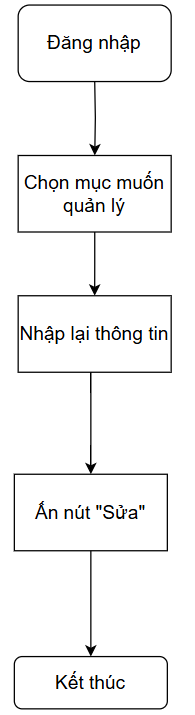 Đăng nhập
Chọn mục muốn
quản lý
Nhập lại thông tin
Ấn nút "Sửa"
Kết thúc